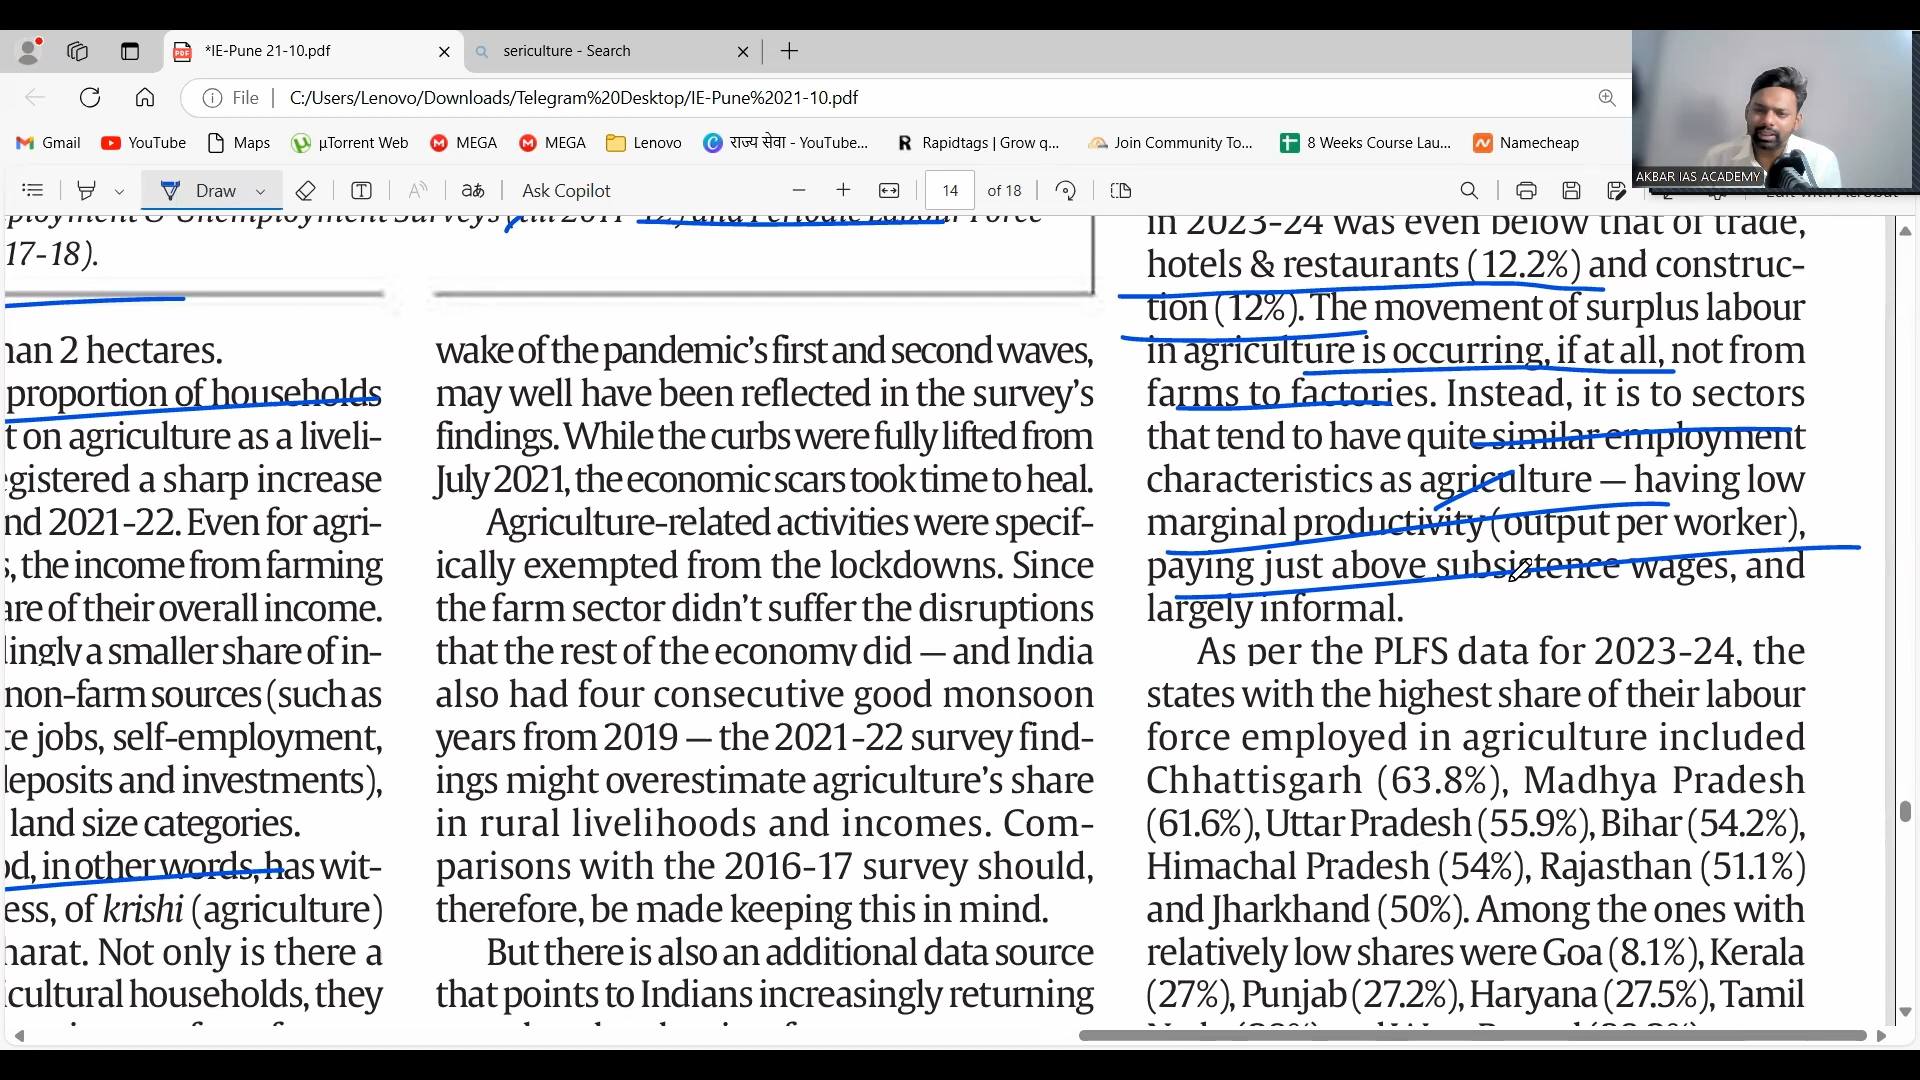 *IE-Pune 21-10.pdf
sericulture - Search
File
C:/Users/Lenovo/Downloads/Telegram%20Desktop/IE-Pune%2021-10.pdf
Gmail
YouTube
Maps
µTorrent Web
MEGA
MEGA
Lenovo
राज्य सेवा - YouTube...
Rapidtags | Grow q...
Join Community To...
8 Weeks Course Lau...
Namecheap
AKBAR IAS ACADEMY
Draw
Ask Copilot
14 of 18
17-18).
han 2 hectares.
proportion of households
t on agriculture as a liveli-
gistered a sharp increase
nd 2021-22. Even for agri-
s, the income from farming
are of their overall income.
lingly a smaller share of in-
non-farm sources (such as
te jobs, self-employment,
deposits and investments),
land size categories.
od, in other words, has wit-
ess, of krishi (agriculture)
harat. Not only is there a
icultural households, they
wake of the pandemic's first and second waves,
may well have been reflected in the survey's
findings. While the curbs were fully lifted from
July 2021, the economic scars took time to heal.
Agriculture-related activities were specif-
ically exempted from the lockdowns. Since
the farm sector didn't suffer the disruptions
that the rest of the economy did — and India
also had four consecutive good monsoon
years from 2019 — the 2021-22 survey find-
ings might overestimate agriculture's share
in rural livelihoods and incomes. Com-
parisons with the 2016-17 survey should,
therefore, be made keeping this in mind.
But there is also an additional data source
that points to Indians increasingly returning
in 2023-24 was even below that of trade,
hotels & restaurants (12.2%) and construc-
tion (12%). The movement of surplus labour
in agriculture is occurring, if at all, not from
farms to factories. Instead, it is to sectors
that tend to have quite similar employment
characteristics as agriculture — having low
marginal productivity (output per worker),
paying just above subsistence wages, and
largely informal.
As per the PLFS data for 2023-24, the
states with the highest share of their labour
force employed in agriculture included
Chhattisgarh (63.8%), Madhya Pradesh
(61.6%), Uttar Pradesh (55.9%), Bihar (54.2%),
Himachal Pradesh (54%), Rajasthan (51.1%)
and Jharkhand (50%). Among the ones with
relatively low shares were Goa (8.1%), Kerala
(27%), Punjab (27.2%), Haryana (27.5%), Tamil